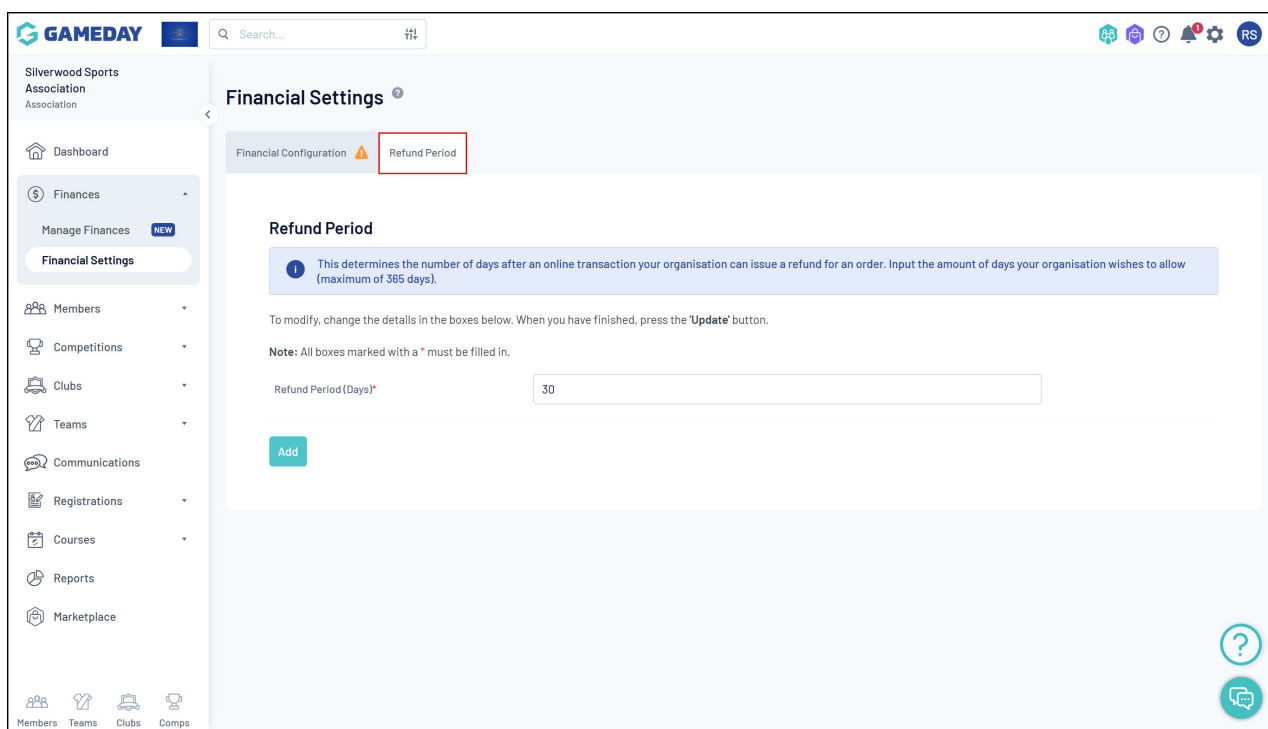 GAMEDAY
Search...
1
RS
Silverwood Sports
Association
Association
Dashboard
Finances
Manage Finances NEW
Financial Settings
Members
Competitions
Clubs
Teams
Communications
Registrations
Courses
Reports
Marketplace
Members Teams Clubs Comps
Financial Settings ?
Financial Configuration Refund Period
Refund Period
This determines the number of days after an online transaction your organisation can issue a refund for an order. Input the amount of days your organisation wishes to allow
(maximum of 365 days).
To modify, change the details in the boxes below. When you have finished, press the 'Update' button.
Note: All boxes marked with a * must be filled in.
Refund Period (Days)* 30
Add